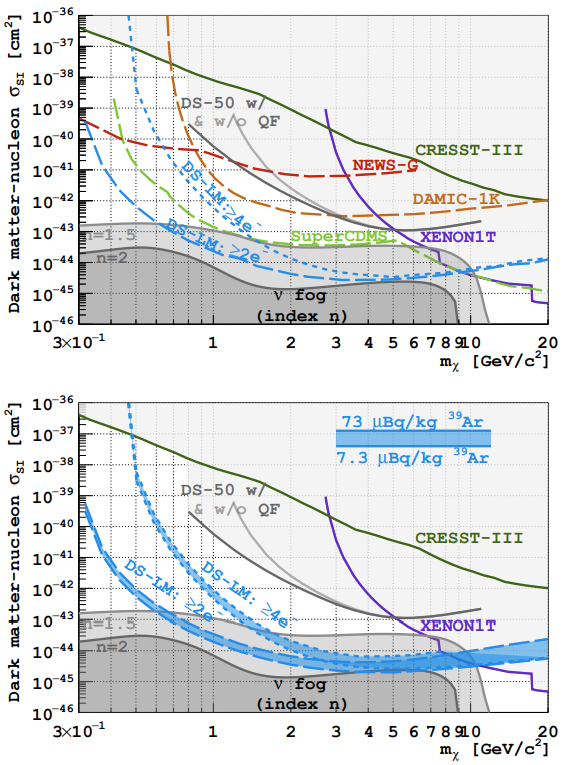 Dark matter-nucleon σSI [cm²]
10⁻³⁶
10⁻³⁷
10⁻³⁸
10⁻³⁹
10⁻⁴⁰
10⁻⁴¹
10⁻⁴²
10⁻⁴³
10⁻⁴⁴
10⁻⁴⁵
10⁻⁴⁶
DS-50 w/
& w/o QF
CRESST-III
NEWS-G
DS-LM: ≥4e⁻
DAMIC-1K
DS-LM: ≥2e⁻
SuperCDMS
XENON1T
n=1.5
n=2
ν fog
(index n)
3×10⁻¹ 1 2 3 4 5 6 7 8 9 10 20
mχ [GeV/c²]
Dark matter-nucleon σSI [cm²]
10⁻³⁶
10⁻³⁷
10⁻³⁸
10⁻³⁹
10⁻⁴⁰
10⁻⁴¹
10⁻⁴²
10⁻⁴³
10⁻⁴⁴
10⁻⁴⁵
10⁻⁴⁶
73 μBq/kg ³⁹Ar
7.3 μBq/kg ³⁹Ar
DS-50 w/
& w/o QF
CRESST-III
DS-LM: ≥4e⁻
DS-LM: ≥2e⁻
XENON1T
n=1.5
n=2
ν fog
(index n)
3×10⁻¹ 1 2 3 4 5 6 7 8 9 10 20
mχ [GeV/c²]